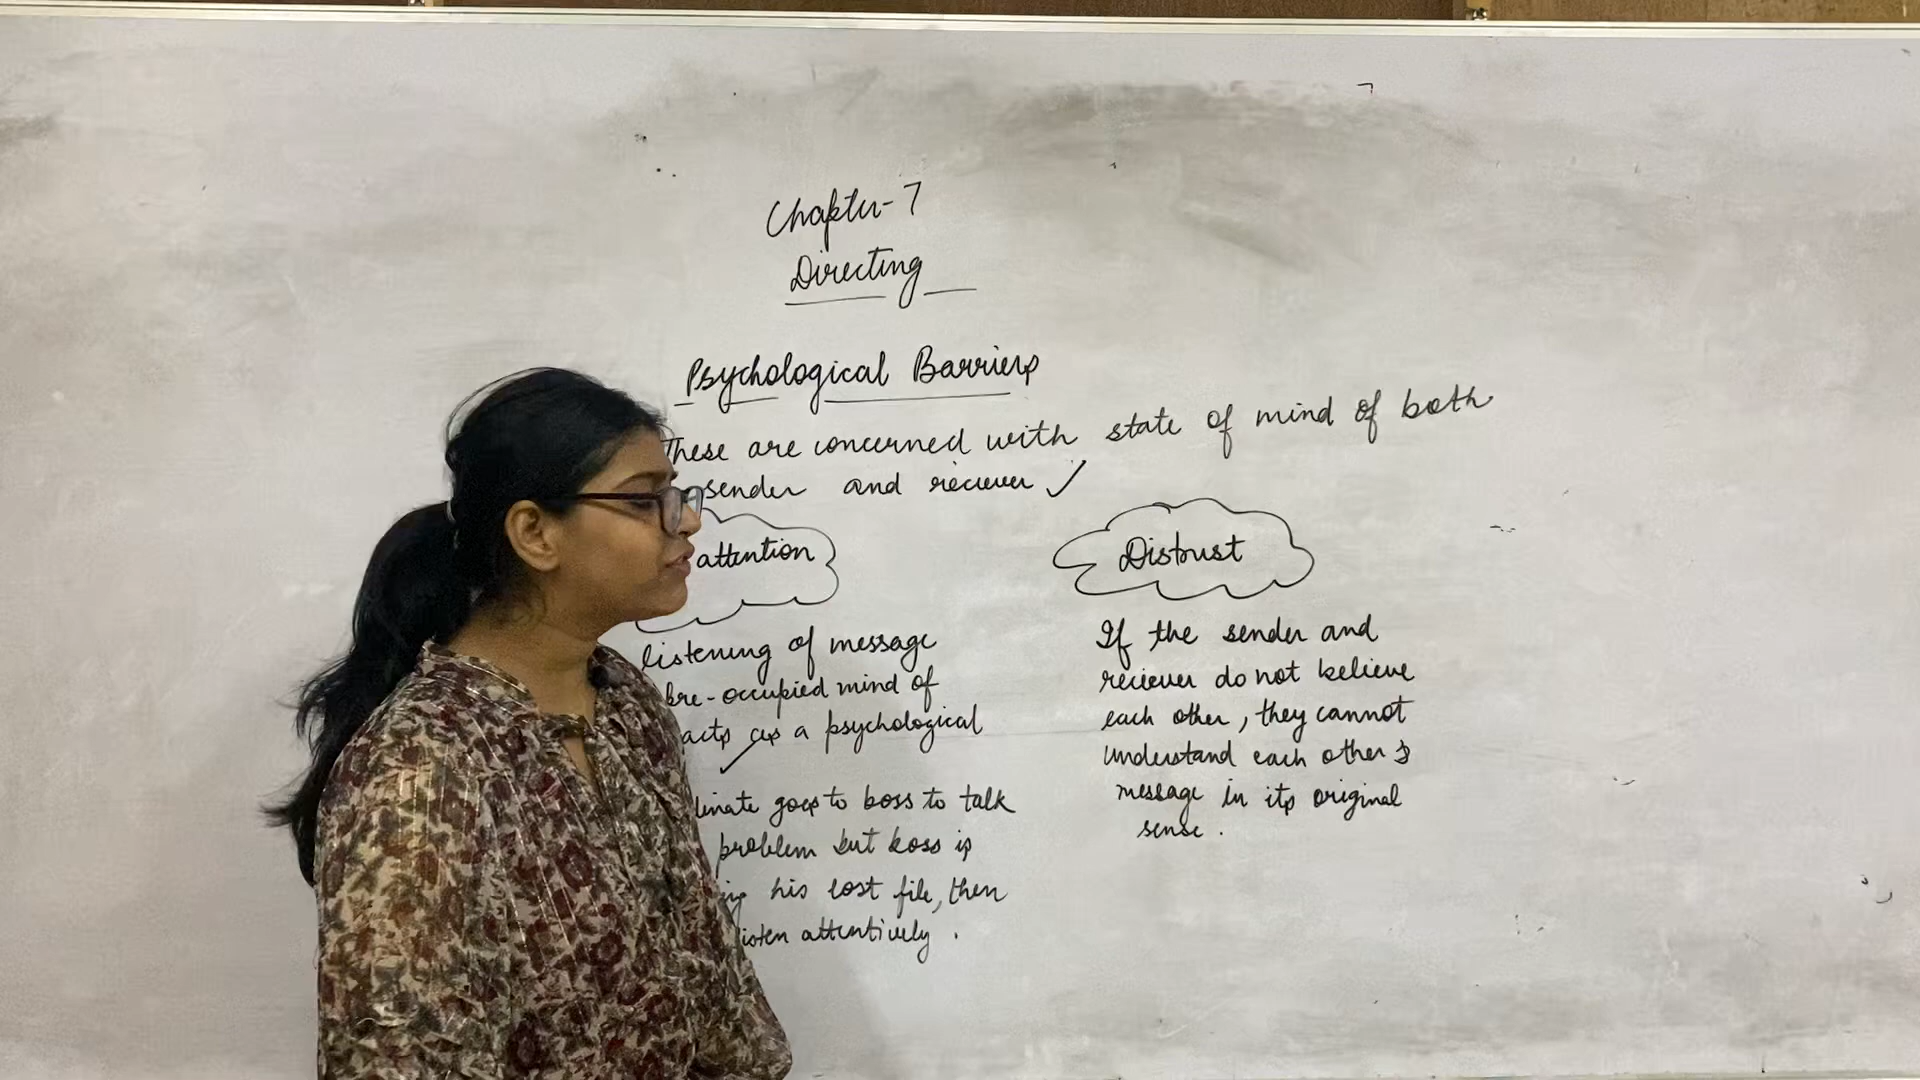 Chapter-7
Directing
Psychological Barriers
These are concerned with state of mind of both
sender and reciever
attention
listening of message
pre-occupied mind of
acts as a psychological
goes to boss to talk
problem but boss is
his lost file, then
listen attentively .
Distrust
If the sender and
reciever do not believe
each other, they cannot
understand each other's
message in its original
sense .